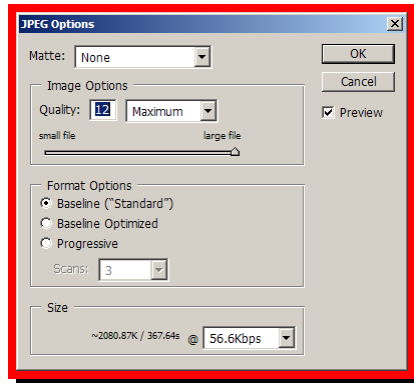 JPEG Options
Matte: None
OK
Image Options
Cancel
Quality: 12 Maximum
Preview
small file large file
Format Options
Baseline ("Standard")
Baseline Optimized
Progressive
Scans: 3
Size
~2080.87K / 367.64s @ 56.6Kbps